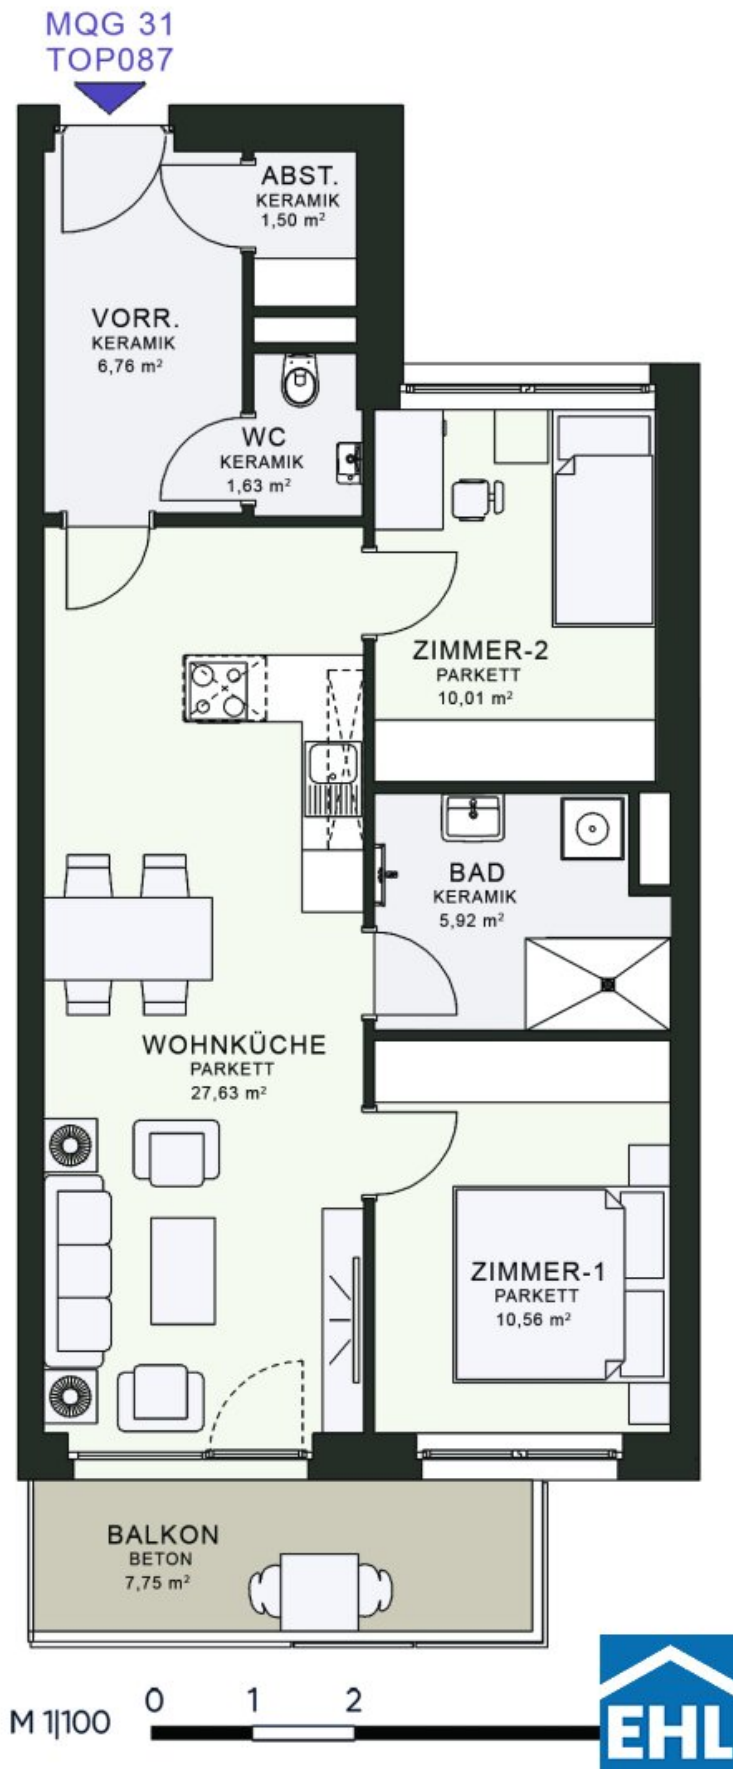 MQG 31
TOP087
ABST.
KERAMIK
1,50 m²
VORR.
KERAMIK
6,76 m²
WC
KERAMIK
1,63 m²
ZIMMER-2
PARKETT
10,01 m²
BAD
KERAMIK
5,92 m²
WOHNKÜCHE
PARKETT
27,63 m²
ZIMMER-1
PARKETT
10,56 m²
BALKON
BETON
7,75 m²
M 1|100
0 1 2
EHL